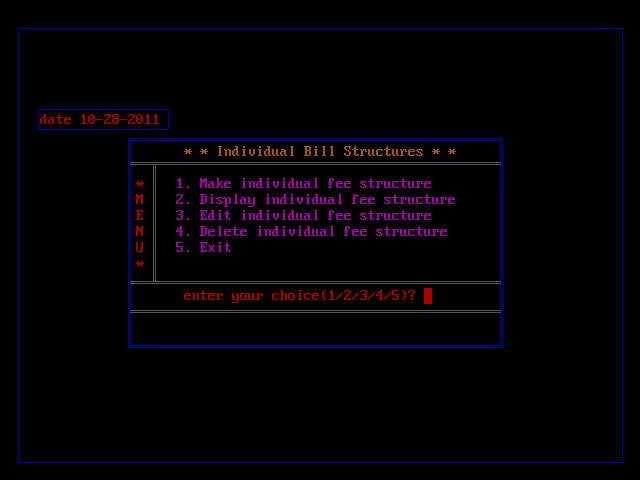 date 10-28-2011
* * Individual Bill Structures * *
* 1. Make individual fee structure
M 2. Display individual fee structure
E 3. Edit individual fee structure
N 4. Delete individual fee structure
U 5. Exit
*
enter your choice(1/2/3/4/5)?